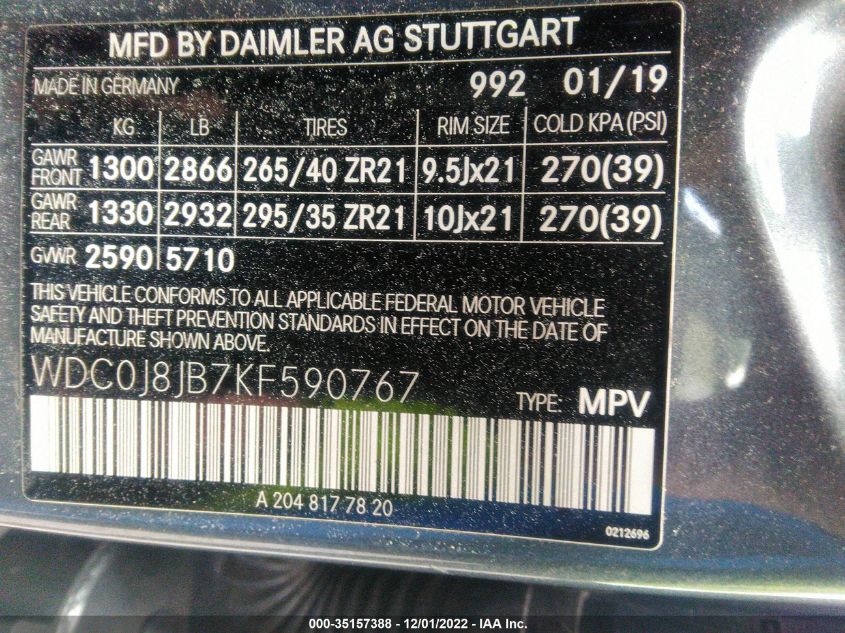 MFD BY DAIMLER AG STUTTGART
MADE IN GERMANY 992 01/19
KG LB TIRES RIM SIZE COLD KPA (PSI)
GAWR FRONT 1300 2866 265/40 ZR21 9.5Jx21 270(39)
GAWR REAR 1330 2932 295/35 ZR21 10Jx21 270(39)
GVWR 2590 5710
THIS VEHICLE CONFORMS TO ALL APPLICABLE FEDERAL MOTOR VEHICLE
SAFETY AND THEFT PREVENTION STANDARDS IN EFFECT ON THE DATE OF
MANUFACTURE SHOWN ABOVE.
WDC0J8JB7KF590767 TYPE: MPV
A 204 817 78 20
0212696
000-35157388 - 12/01/2022 - IAA Inc.